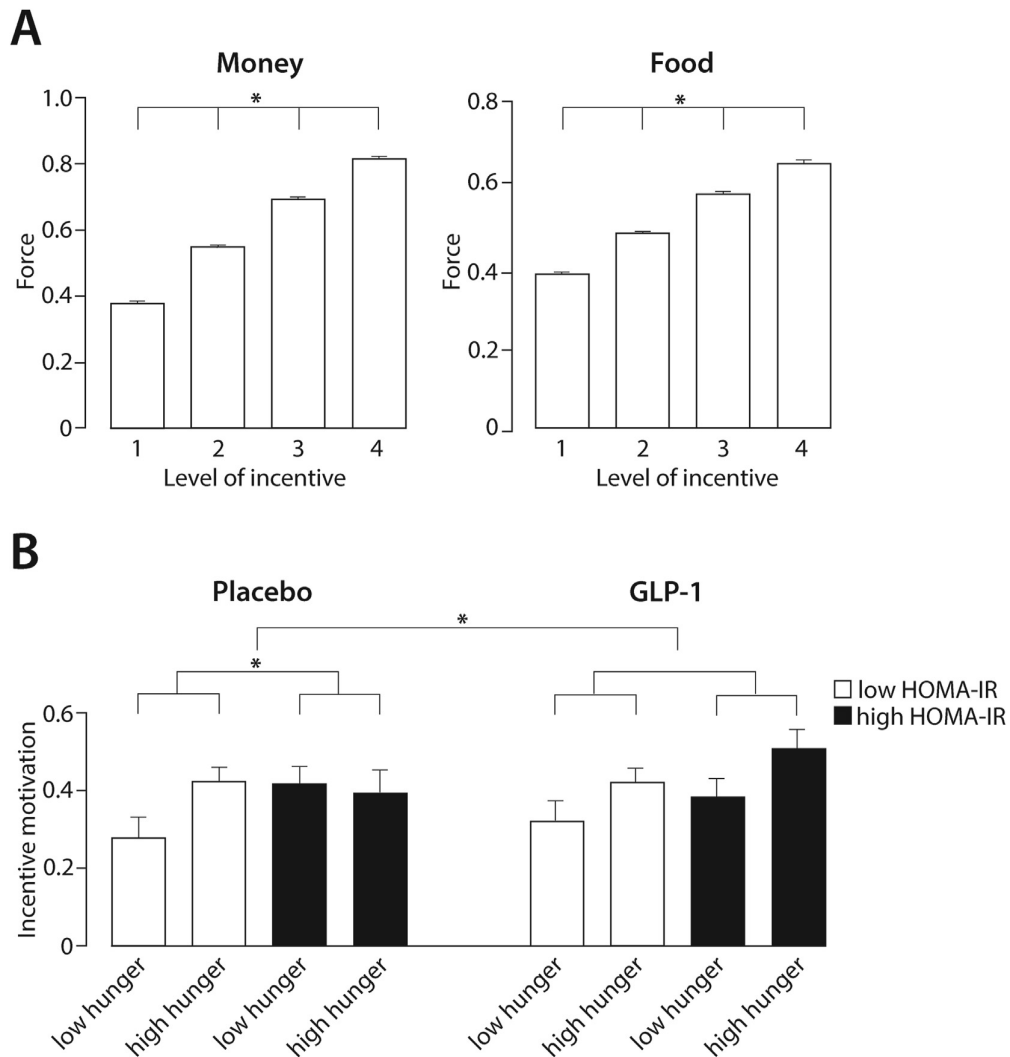 A
Money
Food
1.0
0.8
0.6
0.4
0.2
0
Force
*
1 2 3 4
Level of incentive
0.8
0.6
0.4
0.2
0
Force
*
1 2 3 4
Level of incentive
B
Placebo
GLP-1
*
*
low HOMA-IR
high HOMA-IR
0.6
0.4
0.2
0
Incentive motivation
low hunger
high hunger
low hunger
high hunger
low hunger
high hunger
low hunger
high hunger